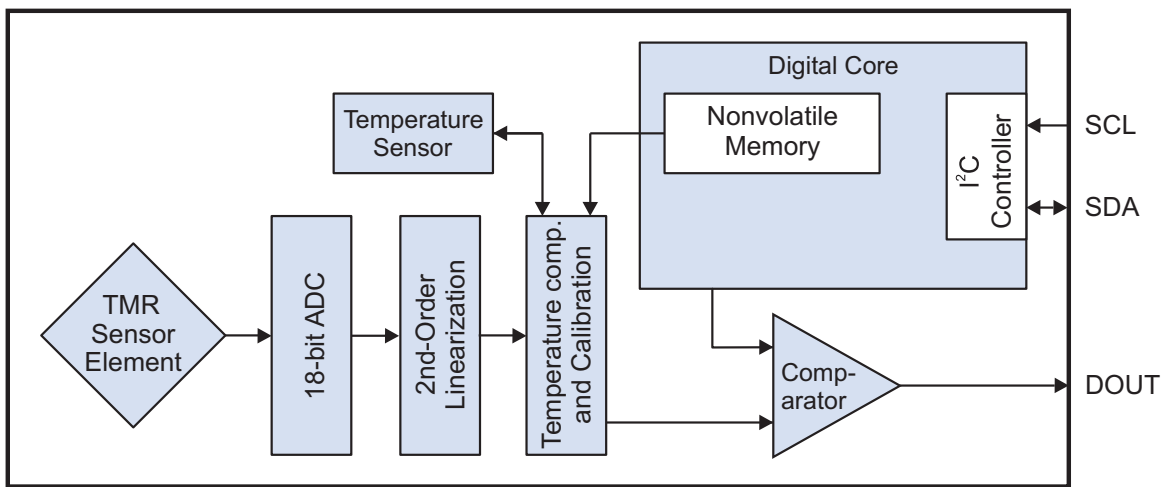 Digital Core
Nonvolatile
Memory
I²C
Controller
SCL
SDA
Temperature
Sensor
TMR
Sensor
Element
18-bit ADC
2nd-Order
Linearization
Temperature comp.
and Calibration
Comp-
arator
DOUT